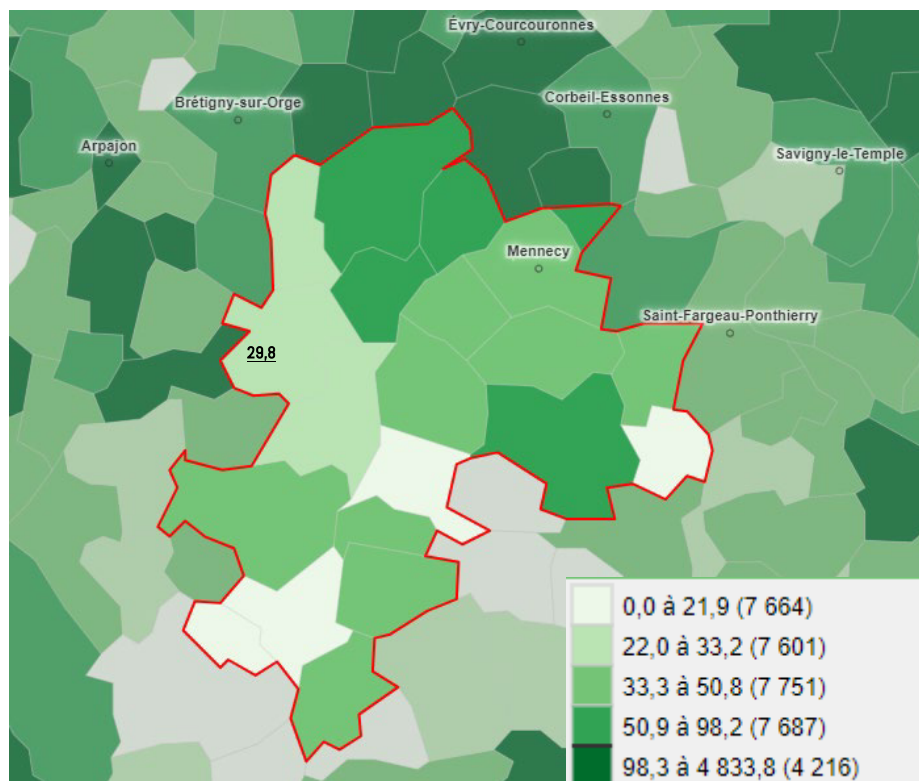 Évry-Courcouronnes
Brétigny-sur-Orge
Corbeil-Essonnes
Arpajon
Savigny-le-Temple
Mennecy
Saint-Fargeau-Ponthierry
29,8
0,0 à 21,9 (7 664)
22,0 à 33,2 (7 601)
33,3 à 50,8 (7 751)
50,9 à 98,2 (7 687)
98,3 à 4 833,8 (4 216)